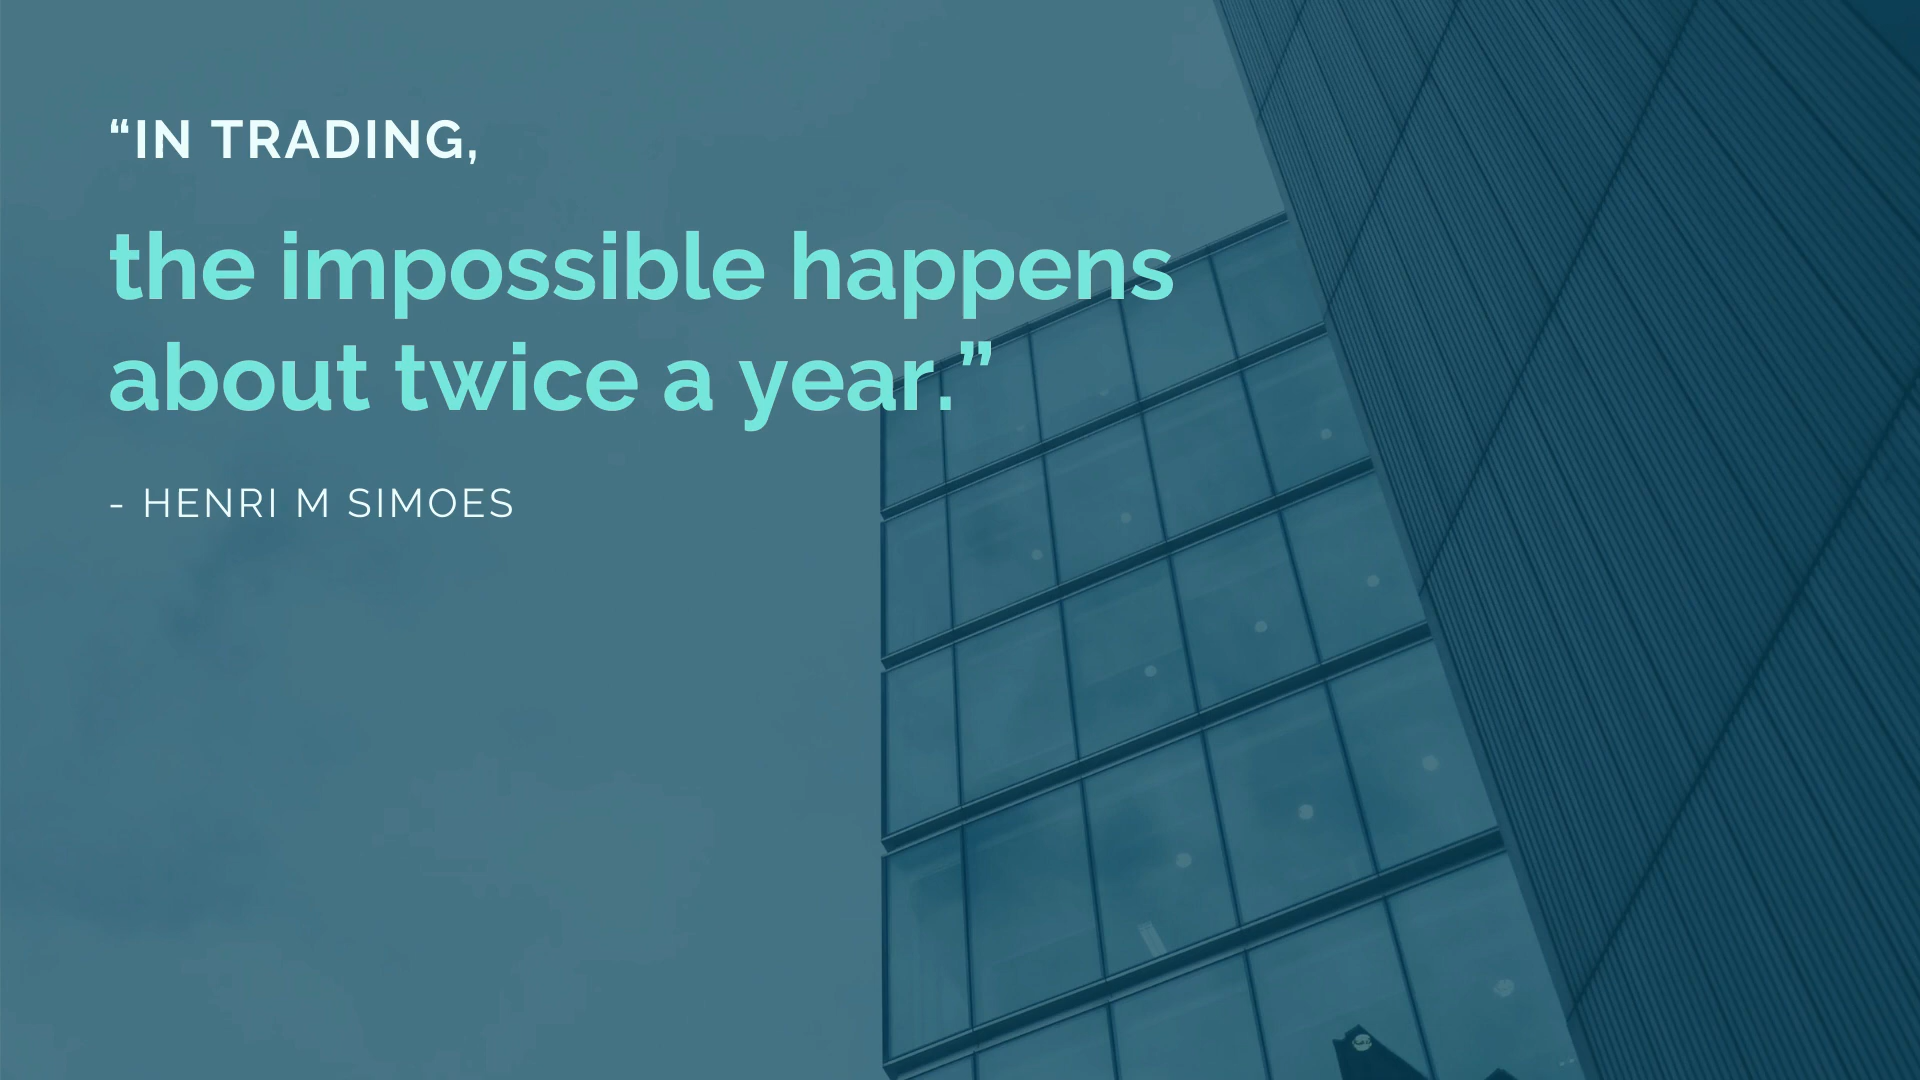 “IN TRADING,
the impossible happens
about twice a year.”
- HENRI M SIMOES